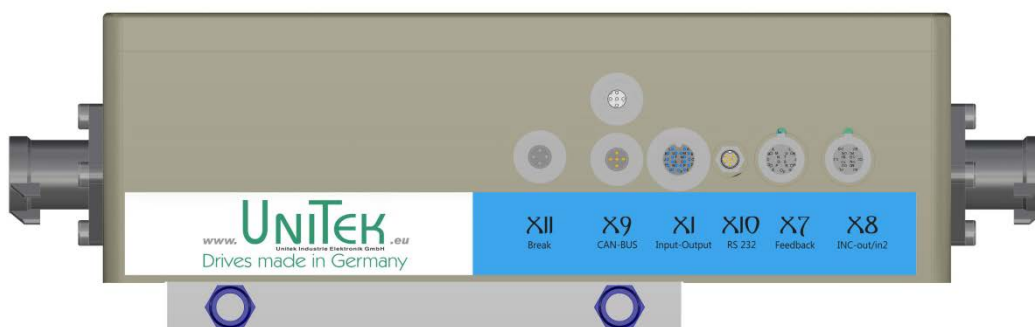 www. UNITEK .eu
Unitek Industrie Elektronik GmbH
Drives made in Germany
X11 X9 X1 X10 X7 X8
Break CAN-BUS Input-Output RS 232 Feedback INC-out/in2